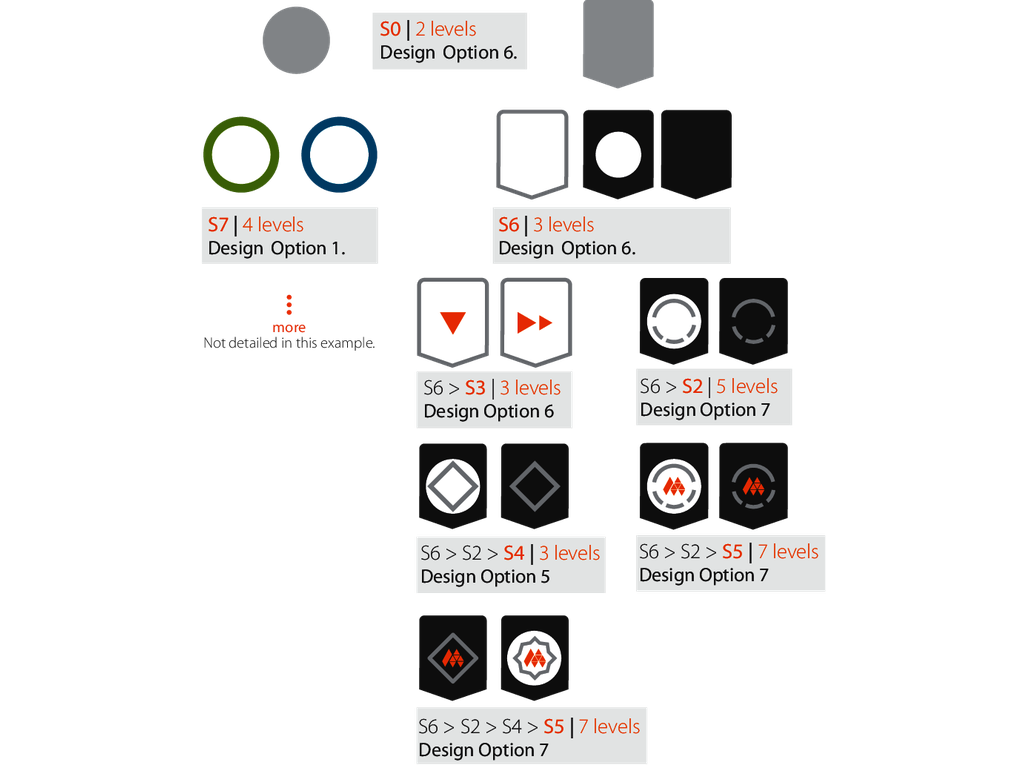 S0 | 2 levels
Design Option 6.
S7 | 4 levels
Design Option 1.
S6 | 3 levels
Design Option 6.
more
Not detailed in this example.
S6 > S3 | 3 levels
Design Option 6
S6 > S2 | 5 levels
Design Option 7
S6 > S2 > S4 | 3 levels
Design Option 5
S6 > S2 > S5 | 7 levels
Design Option 7
S6 > S2 > S4 > S5 | 7 levels
Design Option 7